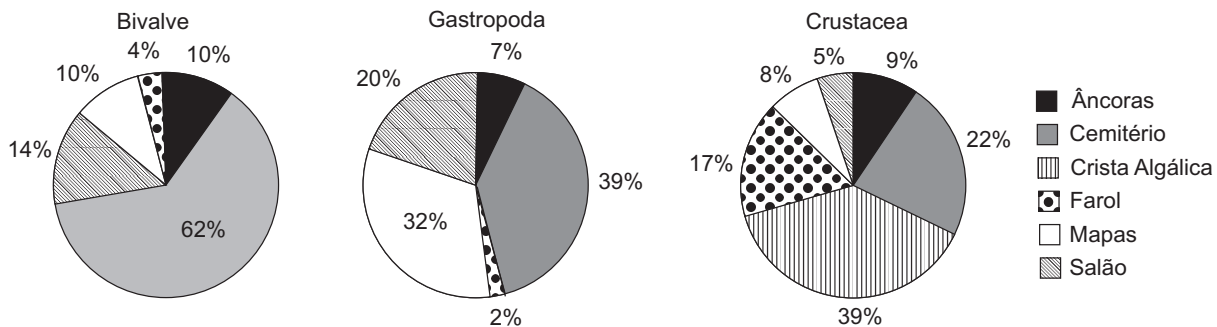 Bivalve
4%
10%
10%
14%
62%
Gastropoda
7%
20%
39%
32%
2%
Crustacea
5%
9%
8%
22%
17%
39%
Âncoras
Cemitério
Crista Algálica
Farol
Mapas
Salão